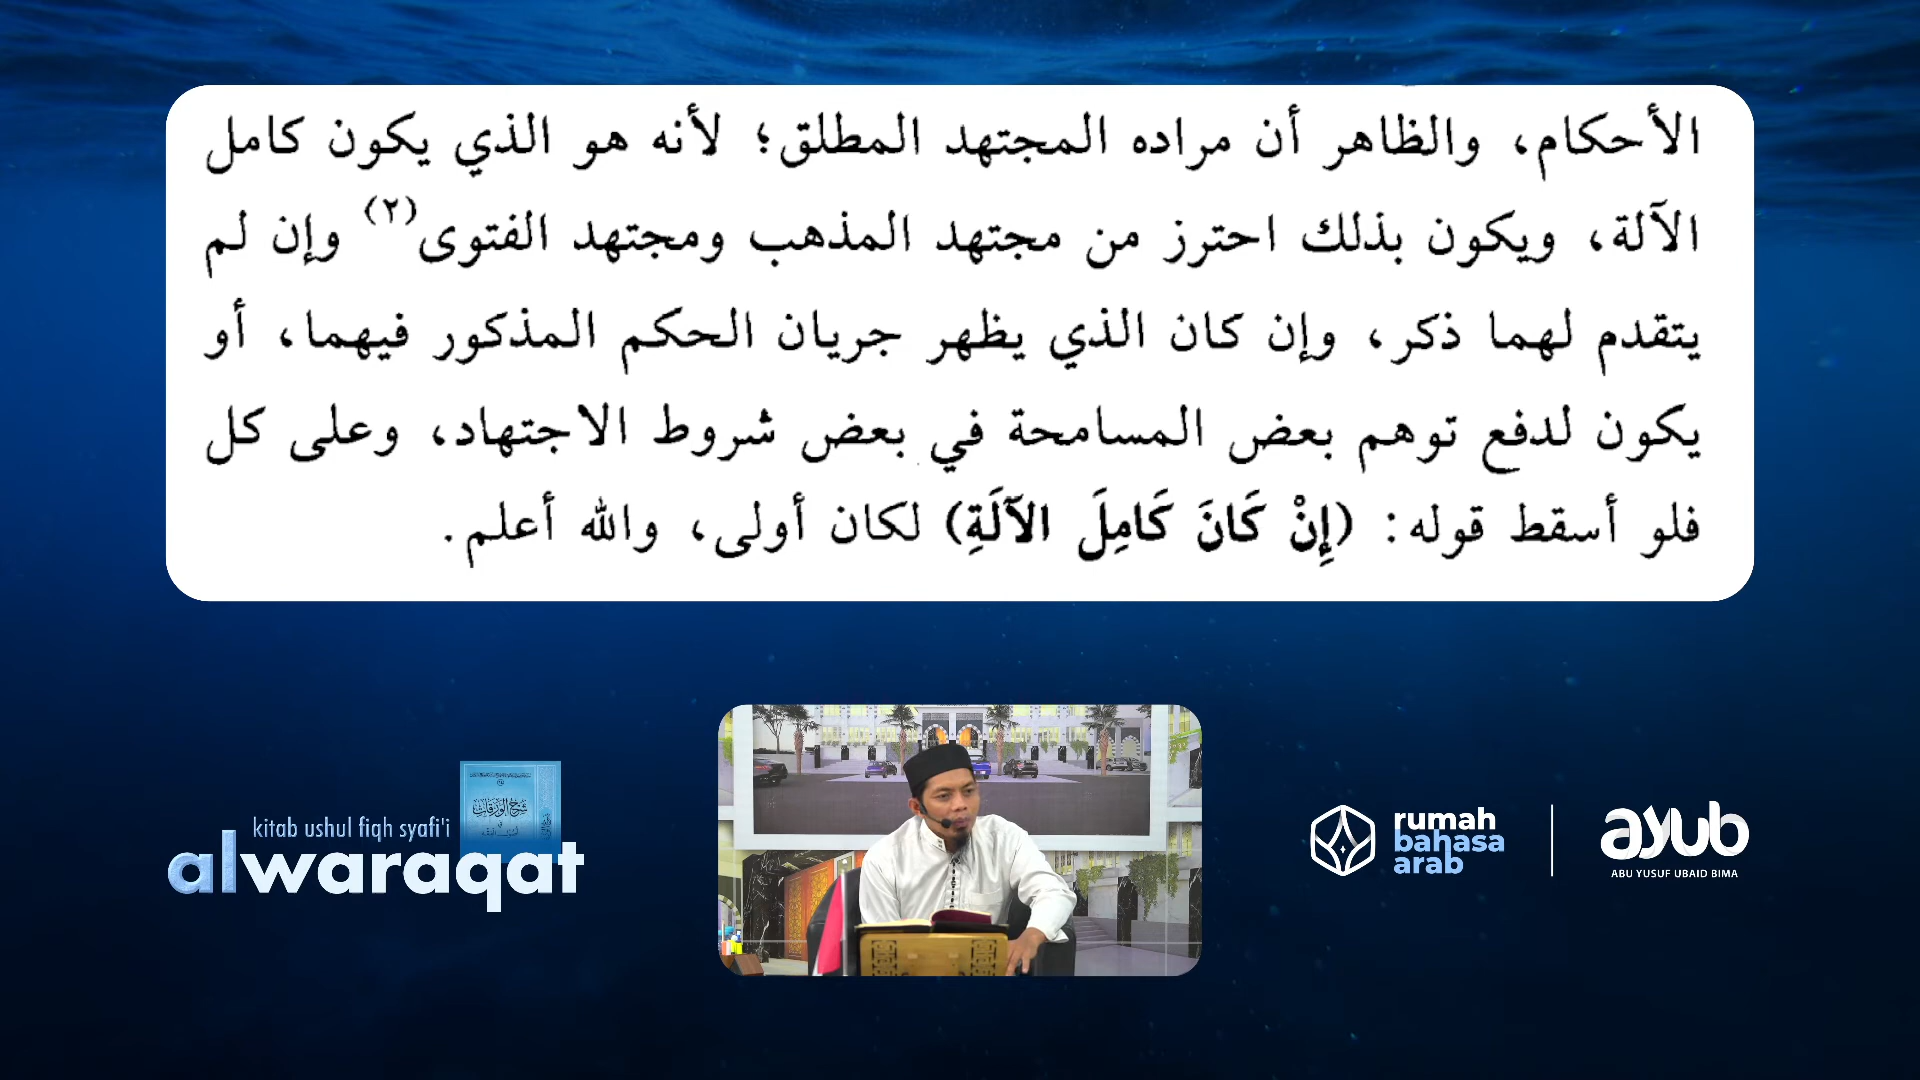 الأحكام، والظاهر أن مراده المجتهد المطلق؛ لأنه هو الذي يكون كامل
الآلة، ويكون بذلك احترز من مجتهد المذهب ومجتهد الفتوى(٢) وإن لم
يتقدم لهما ذكر، وإن كان الذي يظهر جريان الحكم المذكور فيهما، أو
يكون لدفع توهم بعض المسامحة في بعض شروط الاجتهاد، وعلى كل
فلو أسقط قوله: (إِنْ كَانَ كَامِلَ الآلَةِ) لكان أولى، والله أعلم.
شرح الورقات
kitab ushul fiqh syafi'i
alwaraqat
rumah
bahasa
arab
ayub
ABU YUSUF UBAID BIMA